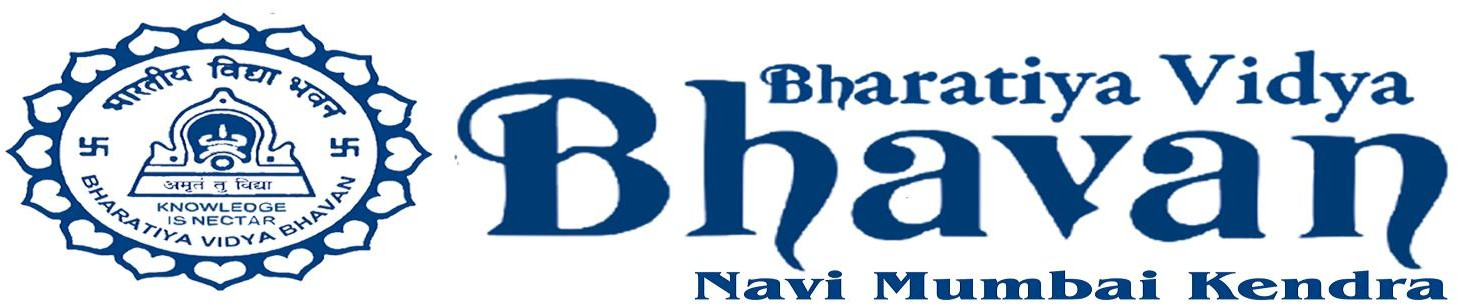 भारतीय विद्या भवन
अमृतं तु विद्या
KNOWLEDGE
IS NECTAR
BHARATIYA VIDYA BHAVAN
Bharatiya Vidya
Bhavan
Navi Mumbai Kendra